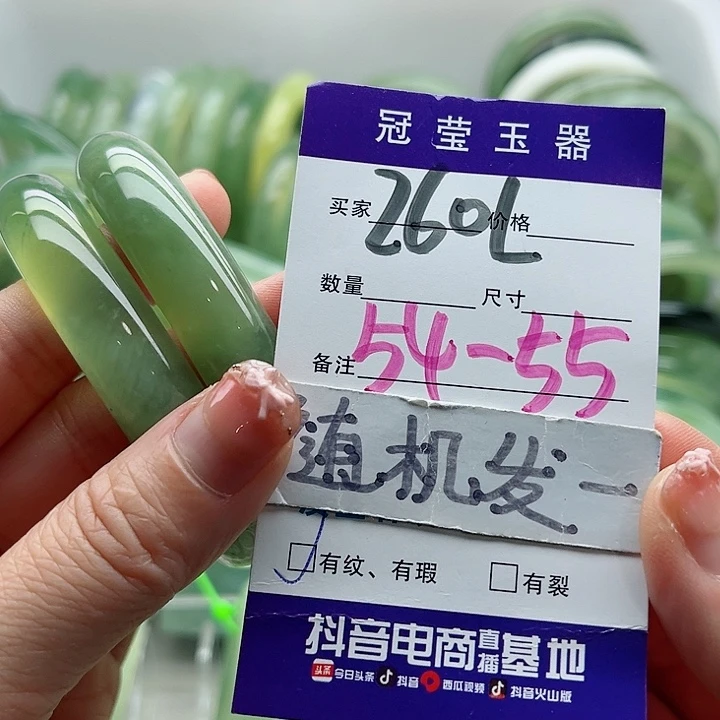 冠莹玉器
买家 260L 价格
数量 尺寸
54-55
备注
随机发一
有纹、有瑕 有裂
抖音电商直播基地
头条 今日头条 抖音 西瓜视频 抖音火山版